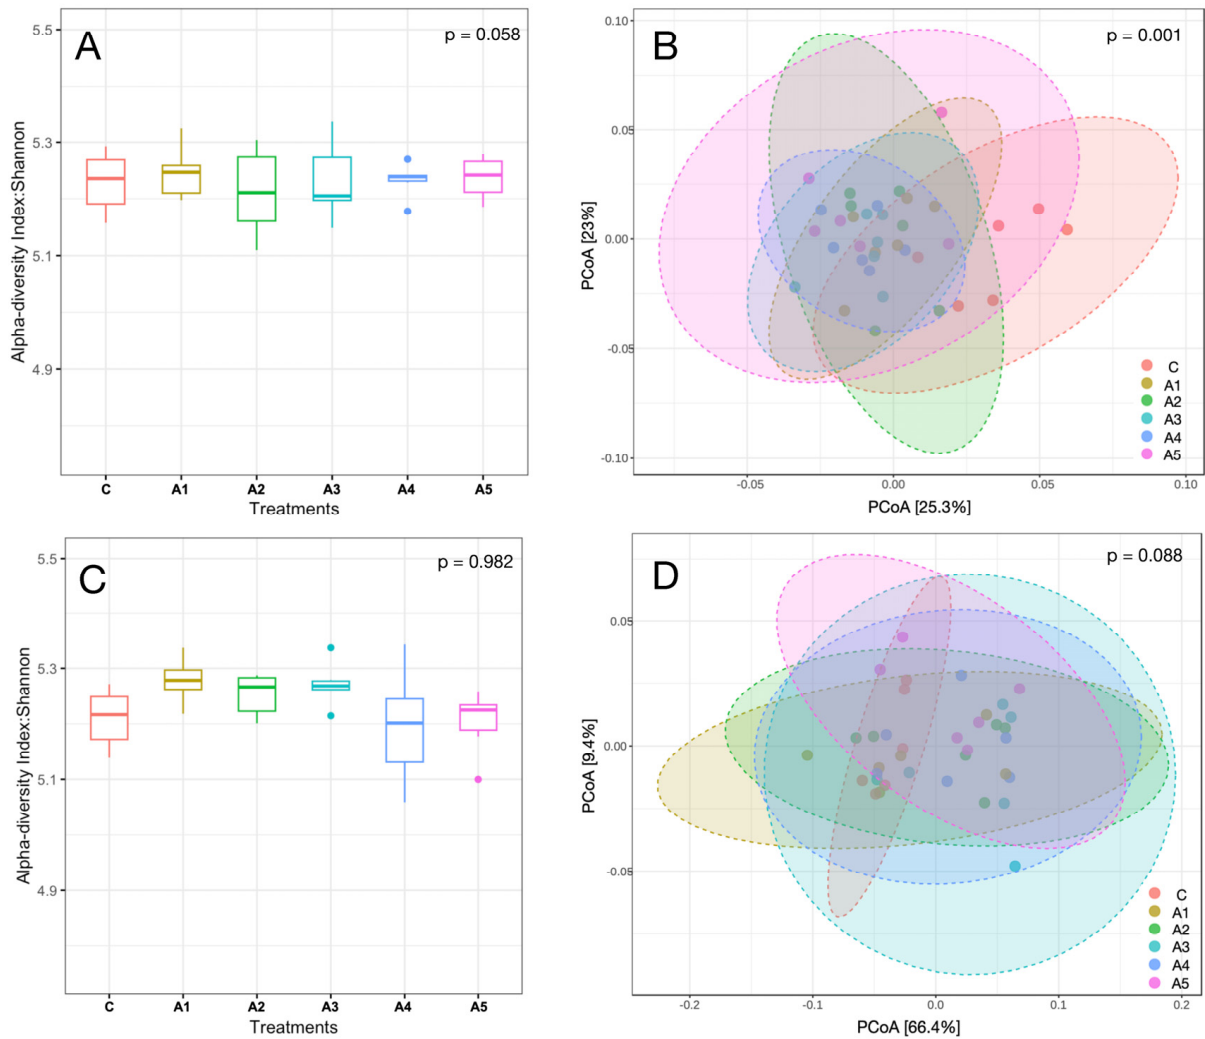 A
p = 0.058
5.5
5.3
5.1
4.9
Alpha-diversity Index:Shannon
C A1 A2 A3 A4 A5
Treatments
B
p = 0.001
0.10
0.05
0.00
-0.05
-0.10
PCoA [23%]
-0.05 0.00 0.05 0.10
PCoA [25.3%]
C
A1
A2
A3
A4
A5
C
p = 0.982
5.5
5.3
5.1
4.9
Alpha-diversity Index:Shannon
C A1 A2 A3 A4 A5
Treatments
D
p = 0.088
0.05
0.00
-0.05
PCoA [9.4%]
-0.2 -0.1 0.0 0.1 0.2
PCoA [66.4%]
C
A1
A2
A3
A4
A5